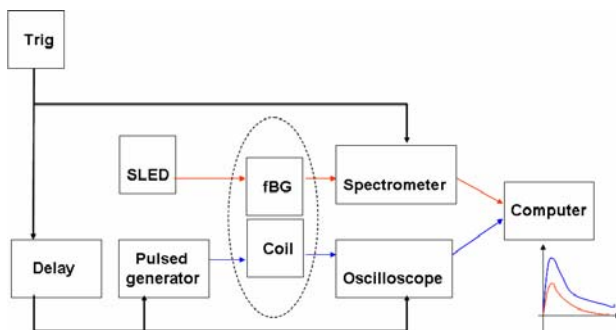 Trig
SLED
fBG
Spectrometer
Computer
Delay
Pulsed
generator
Coil
Oscilloscope